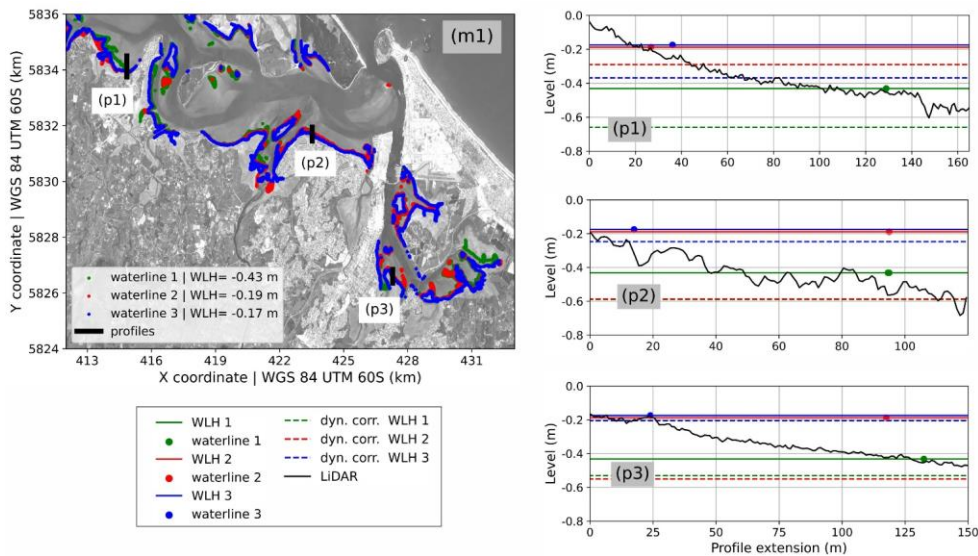 (m1)
5836
5834
5832
5830
5828
5826
5824
Y coordinate | WGS 84 UTM 60S (km)
(p1)
(p2)
(p3)
waterline 1 | WLH= -0.43 m
waterline 2 | WLH= -0.19 m
waterline 3 | WLH= -0.17 m
profiles
413 416 419 422 425 428 431
X coordinate | WGS 84 UTM 60S (km)
WLH 1
waterline 1
WLH 2
waterline 2
WLH 3
waterline 3
dyn. corr. WLH 1
dyn. corr. WLH 2
dyn. corr. WLH 3
LiDAR
0.0
-0.2
-0.4
-0.6
-0.8
Level (m)
(p1)
0 20 40 60 80 100 120 140 160
0.0
-0.2
-0.4
-0.6
-0.8
Level (m)
(p2)
0 20 40 60 80 100
0.0
-0.2
-0.4
-0.6
-0.8
Level (m)
(p3)
0 25 50 75 100 125 150
Profile extension (m)